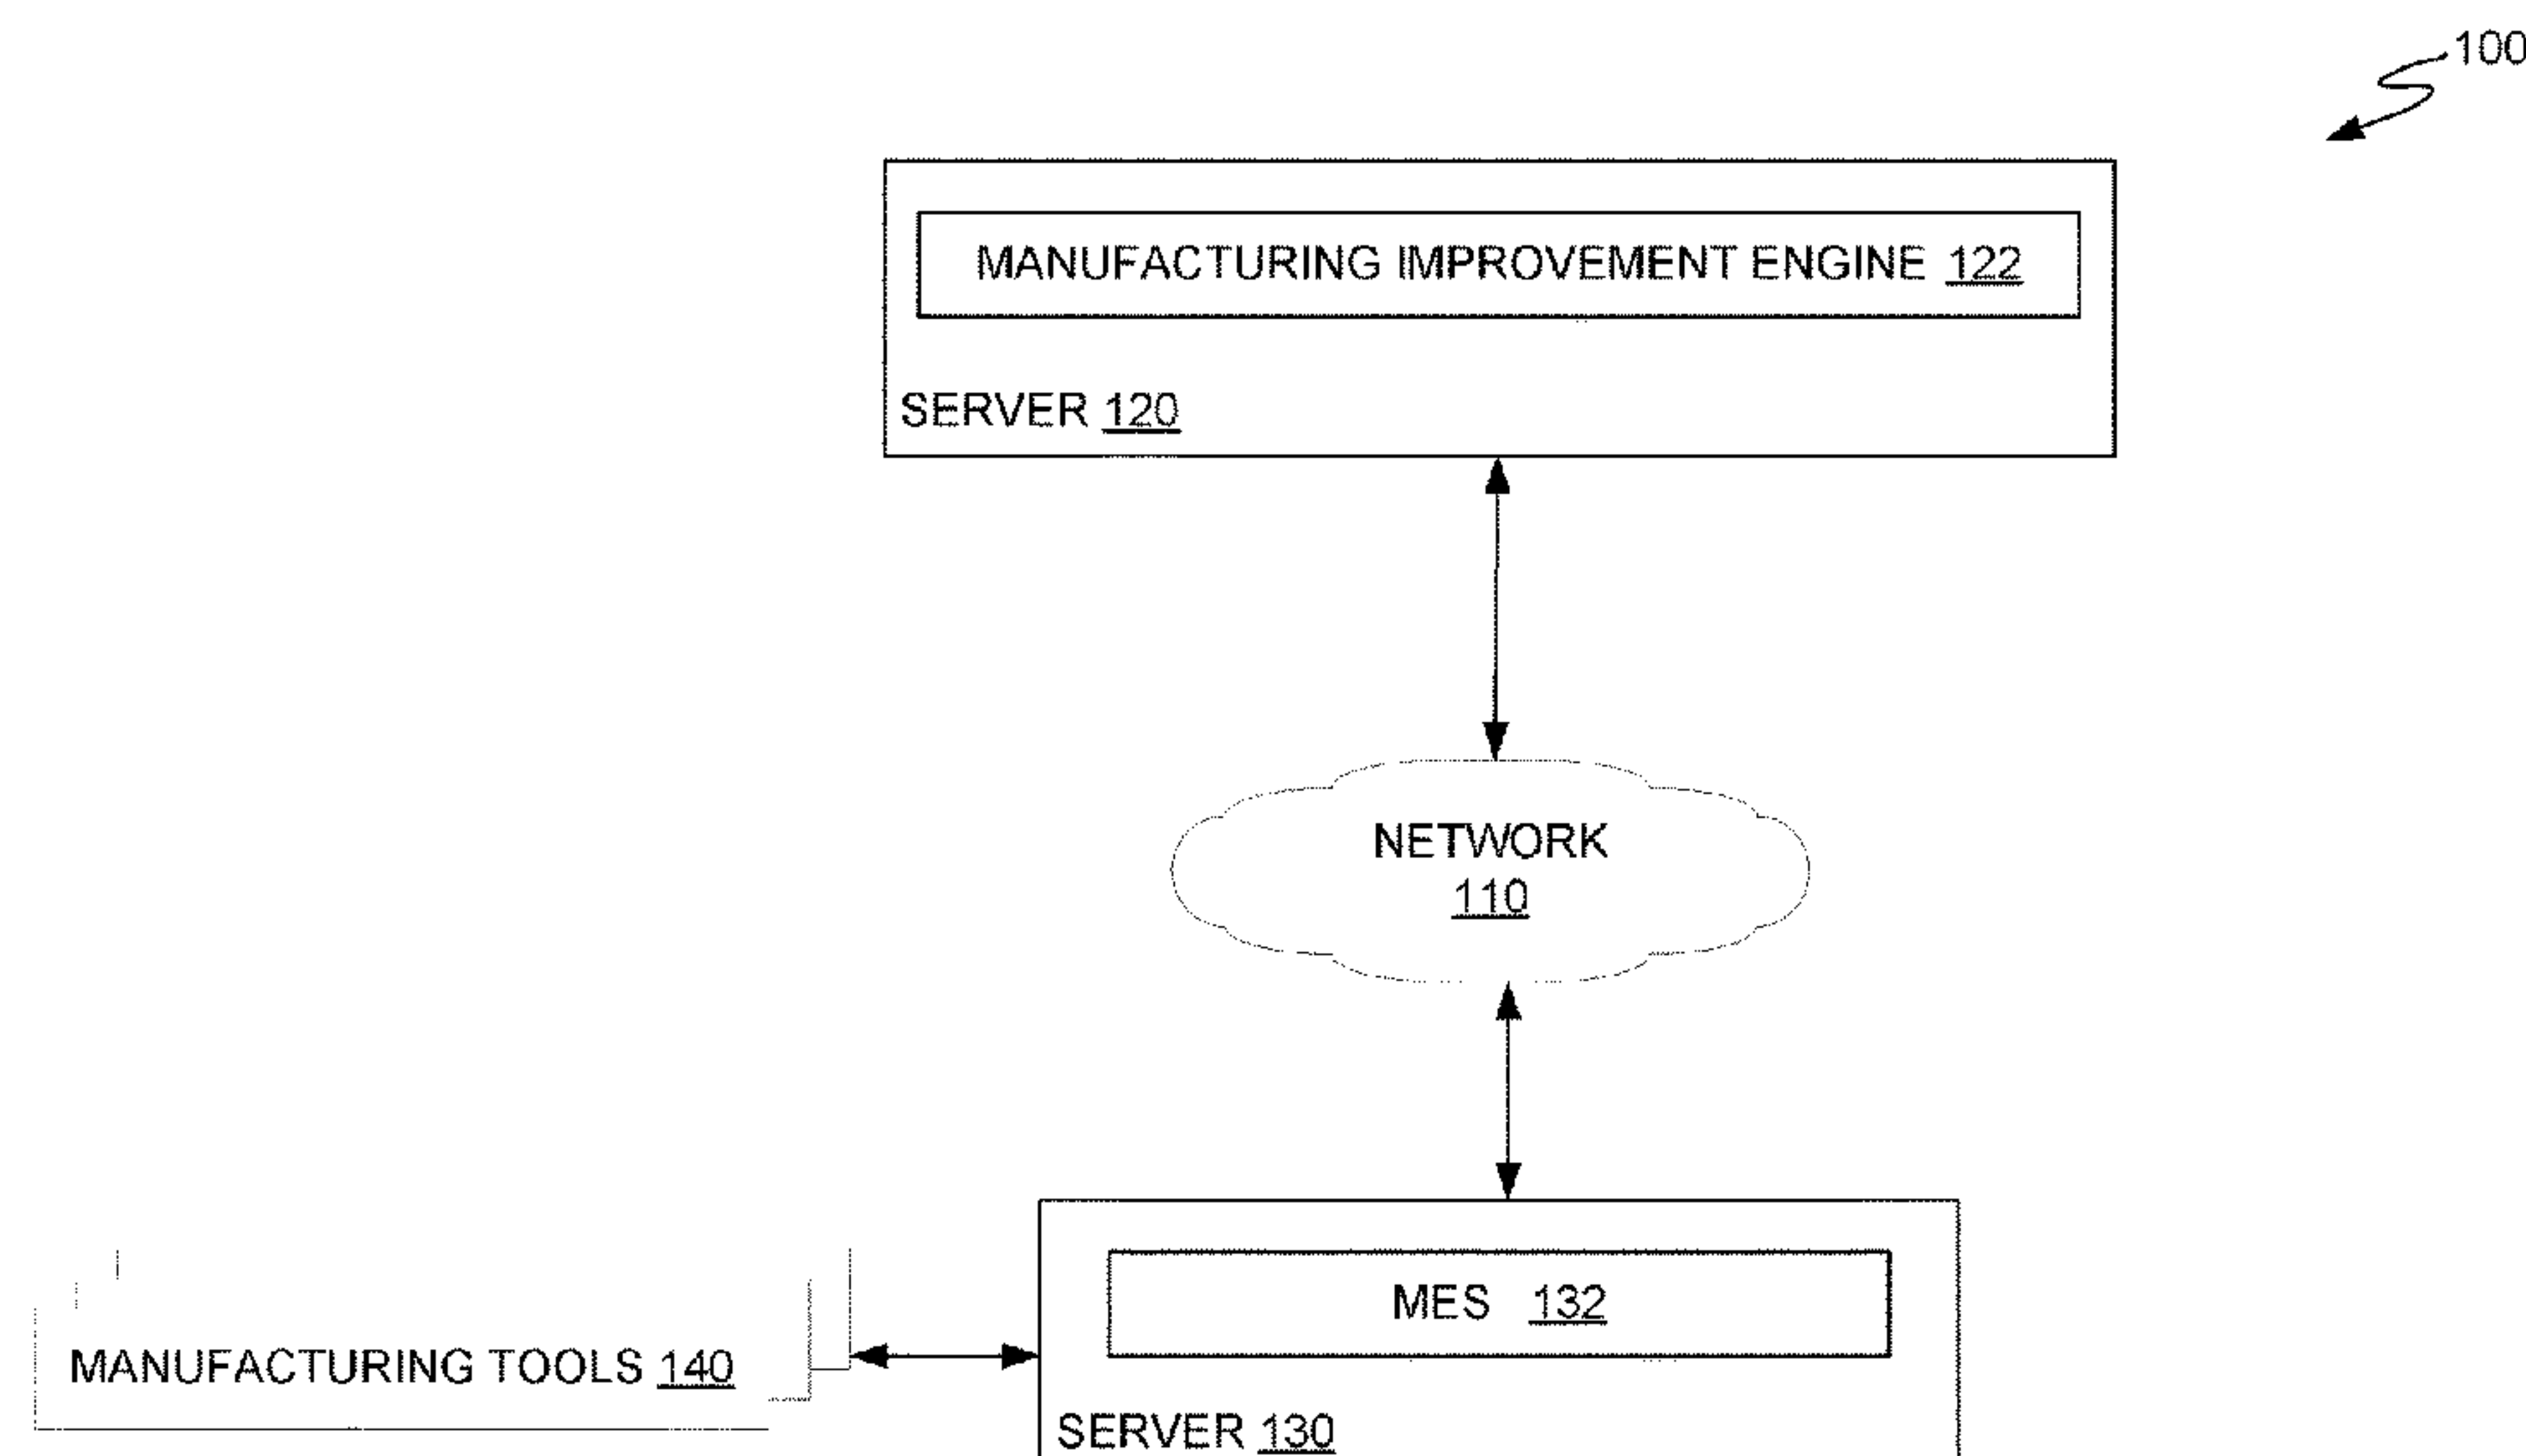 100
MANUFACTURING IMPROVEMENT ENGINE 122
SERVER 120
NETWORK
110
MES 132
MANUFACTURING TOOLS 140
SERVER 130